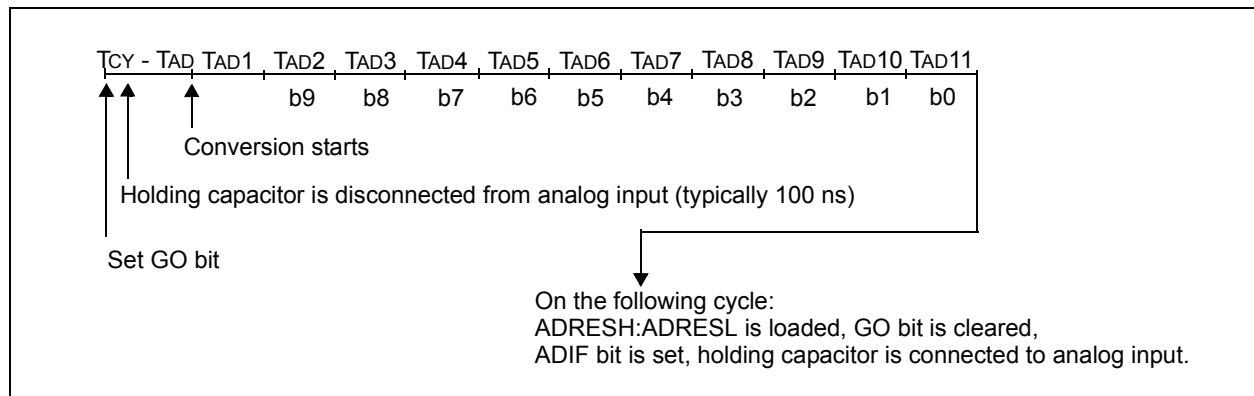 TCY - TAD TAD1 TAD2 TAD3 TAD4 TAD5 TAD6 TAD7 TAD8 TAD9 TAD10 TAD11
b9 b8 b7 b6 b5 b4 b3 b2 b1 b0
Conversion starts
Holding capacitor is disconnected from analog input (typically 100 ns)
Set GO bit
On the following cycle:
ADRESH:ADRESL is loaded, GO bit is cleared,
ADIF bit is set, holding capacitor is connected to analog input.